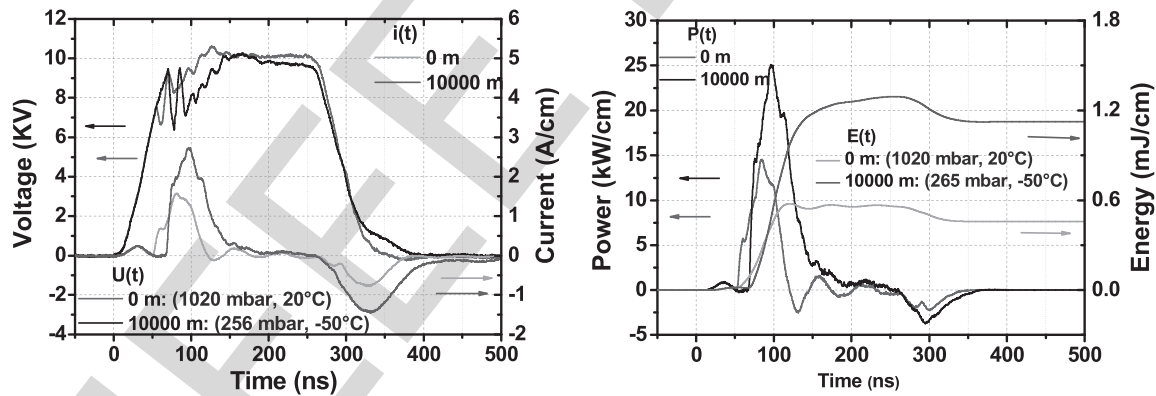 12
10
8
6
4
2
0
-2
-4
Voltage (KV)
6
5
4
3
2
1
0
-1
-2
Current (A/cm)
i(t)
0 m
10000 m
U(t)
0 m: (1020 mbar, 20°C)
10000 m: (256 mbar, -50°C)
0 100 200 300 400 500
Time (ns)
30
25
20
15
10
5
0
-5
Power (kW/cm)
1.8
1.2
0.6
0.0
Energy (mJ/cm)
P(t)
0 m
10000 m
E(t)
0 m: (1020 mbar, 20°C)
10000 m: (265 mbar, -50°C)
0 100 200 300 400 500
Time (ns)